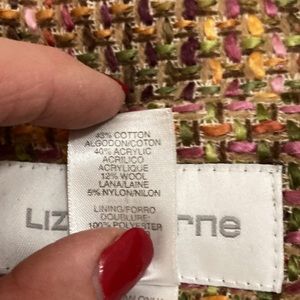 43% COTTON
ALGODON/COTON
40% ACRYLIC
ACRILICO
ACRYLIQUE
12% WOOL
LANA/LAINE
5% NYLON/NILON
LINING/FORRO
DOUBLURE:
100% POLYESTER
LIZ
rne